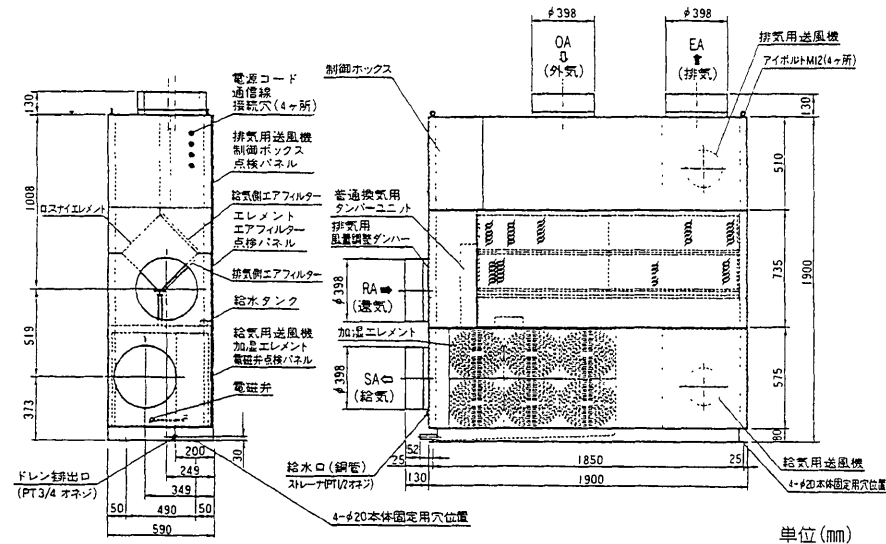 φ398
φ398
OA
⇩
(外気)
EA
⬆
(排気)
排気用送風機
アイボルトM12(4ヶ所)
制御ボックス
130
電源コード
通信線
接続穴(4ヶ所)
排気用送風機
制御ボックス
点検パネル
給気側エアフィルター
エレメント
エアフィルター
点検パネル
排気側エアフィルター
給水タンク
給気用送風機
加湿エレメント
電磁弁点検パネル
電磁弁
ロスナイエレメント
1008
519
373
普通換気用
ダンパーユニット
排気用
風量調整ダンパー
φ398
RA ➡
(還気)
加湿エレメント
φ398
SA ⇦
(給気)
130
510
735
1900
575
80
200
30
249
349
50
490
50
590
ドレン排出口
(PT3/4 オネジ)
4-φ20本体固定用穴位置
給水口(銅管)
ストレーナ(PT1/2オネジ)
52
25
1850
25
130
1900
給気用送風機
4-φ20本体固定用穴位置
単位(mm)